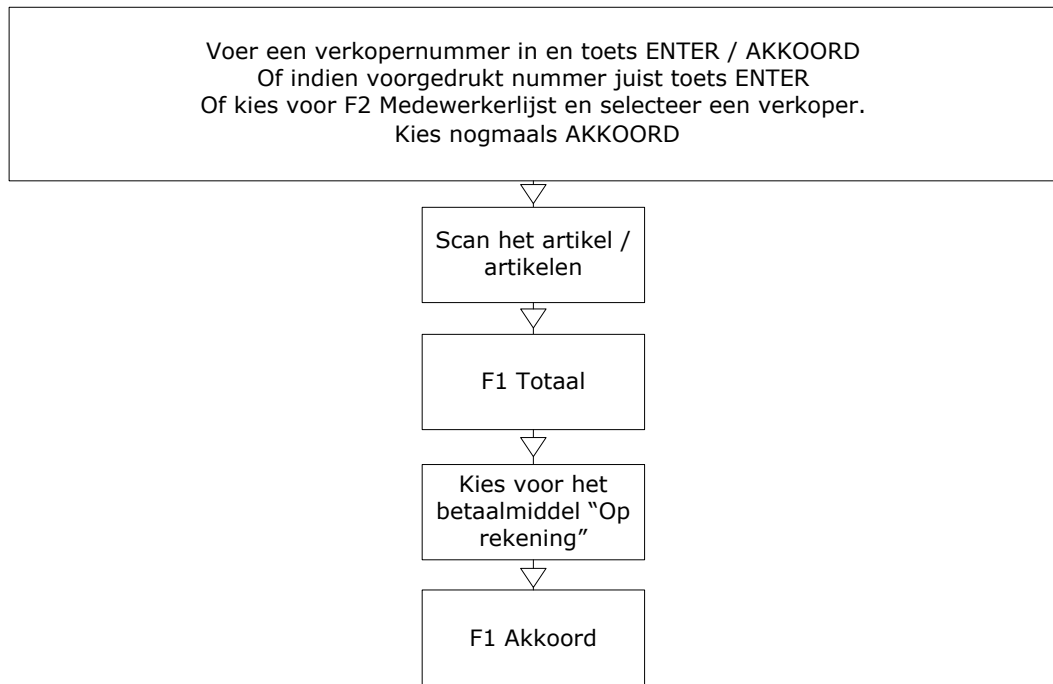 Voer een verkopernummer in en toets ENTER / AKKOORD
Of indien voorgedrukt nummer juist toets ENTER
Of kies voor F2 Medewerkerlijst en selecteer een verkoper.
Kies nogmaals AKKOORD
Scan het artikel /
artikelen
F1 Totaal
Kies voor het
betaalmiddel “Op
rekening”
F1 Akkoord